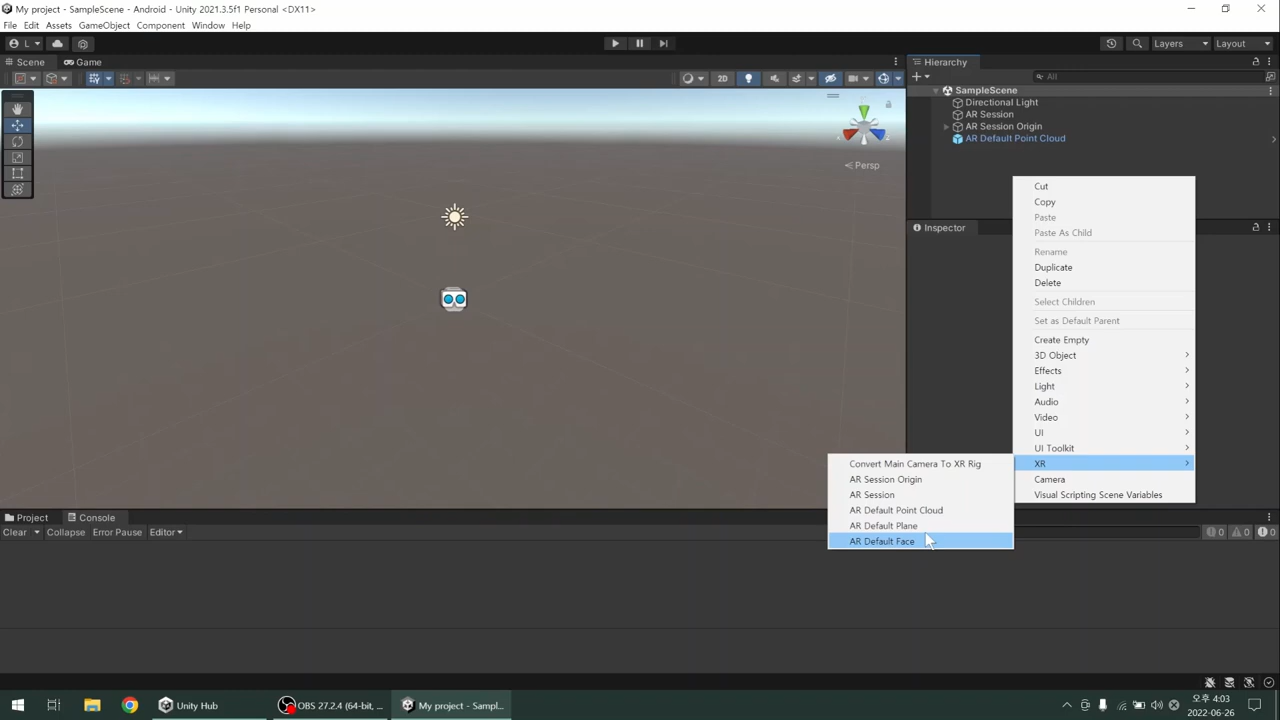 My project - SampleScene - Android - Unity 2021.3.5f1 Personal <DX11>
File Edit Assets GameObject Component Window Help
L Layers Layout
Scene Game Hierarchy
2D All
SampleScene
Directional Light
AR Session
AR Session Origin
AR Default Point Cloud
Persp
Inspector
Cut
Copy
Paste
Paste As Child
Rename
Duplicate
Delete
Select Children
Set as Default Parent
Create Empty
3D Object
Effects
Light
Audio
Video
UI
UI Toolkit
XR
Camera
Visual Scripting Scene Variables
Convert Main Camera To XR Rig
AR Session Origin
AR Session
AR Default Point Cloud
AR Default Plane
AR Default Face
Project Console
Clear Collapse Error Pause Editor 0 0 0
Unity Hub OBS 27.2.4 (64-bit, ... My project - Sampl...
오후 4:03
2022-06-26